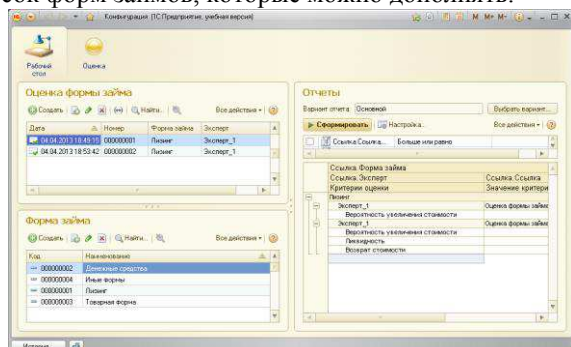 сок форм займов, которые можно дополнять.
Конфигурация (1С:Предприятие, учебная версия)
M M+ M-
Рабочий стол
Оценка
Оценка формы займа
Создать Найти... Все действия
Дата Номер Форма займа Эксперт
04.04.2013 18:49:15 000000001 Лизинг Эксперт_1
04.04.2013 18:53:42 000000002 Лизинг Эксперт_1
Форма займа
Создать Найти... Все действия
Код Наименование
000000002 Денежные средства
000000004 Иные формы
000000001 Лизинг
000000003 Товарная форма
Отчеты
Вариант отчета: Основной Выбрать вариант...
Сформировать Настройка... Все действия
Ссылка.Ссылка... Больше или равно
Ссылка.Форма займа
Ссылка.Эксперт Ссылка.Ссылка
Критерии оценки Значение критери
Лизинг
Эксперт_1 Оценка формы займа
Вероятность увеличения стоимости
Эксперт_1 Оценка формы займа
Вероятность увеличения стоимости
Ликвидность
Возврат стоимости
История...